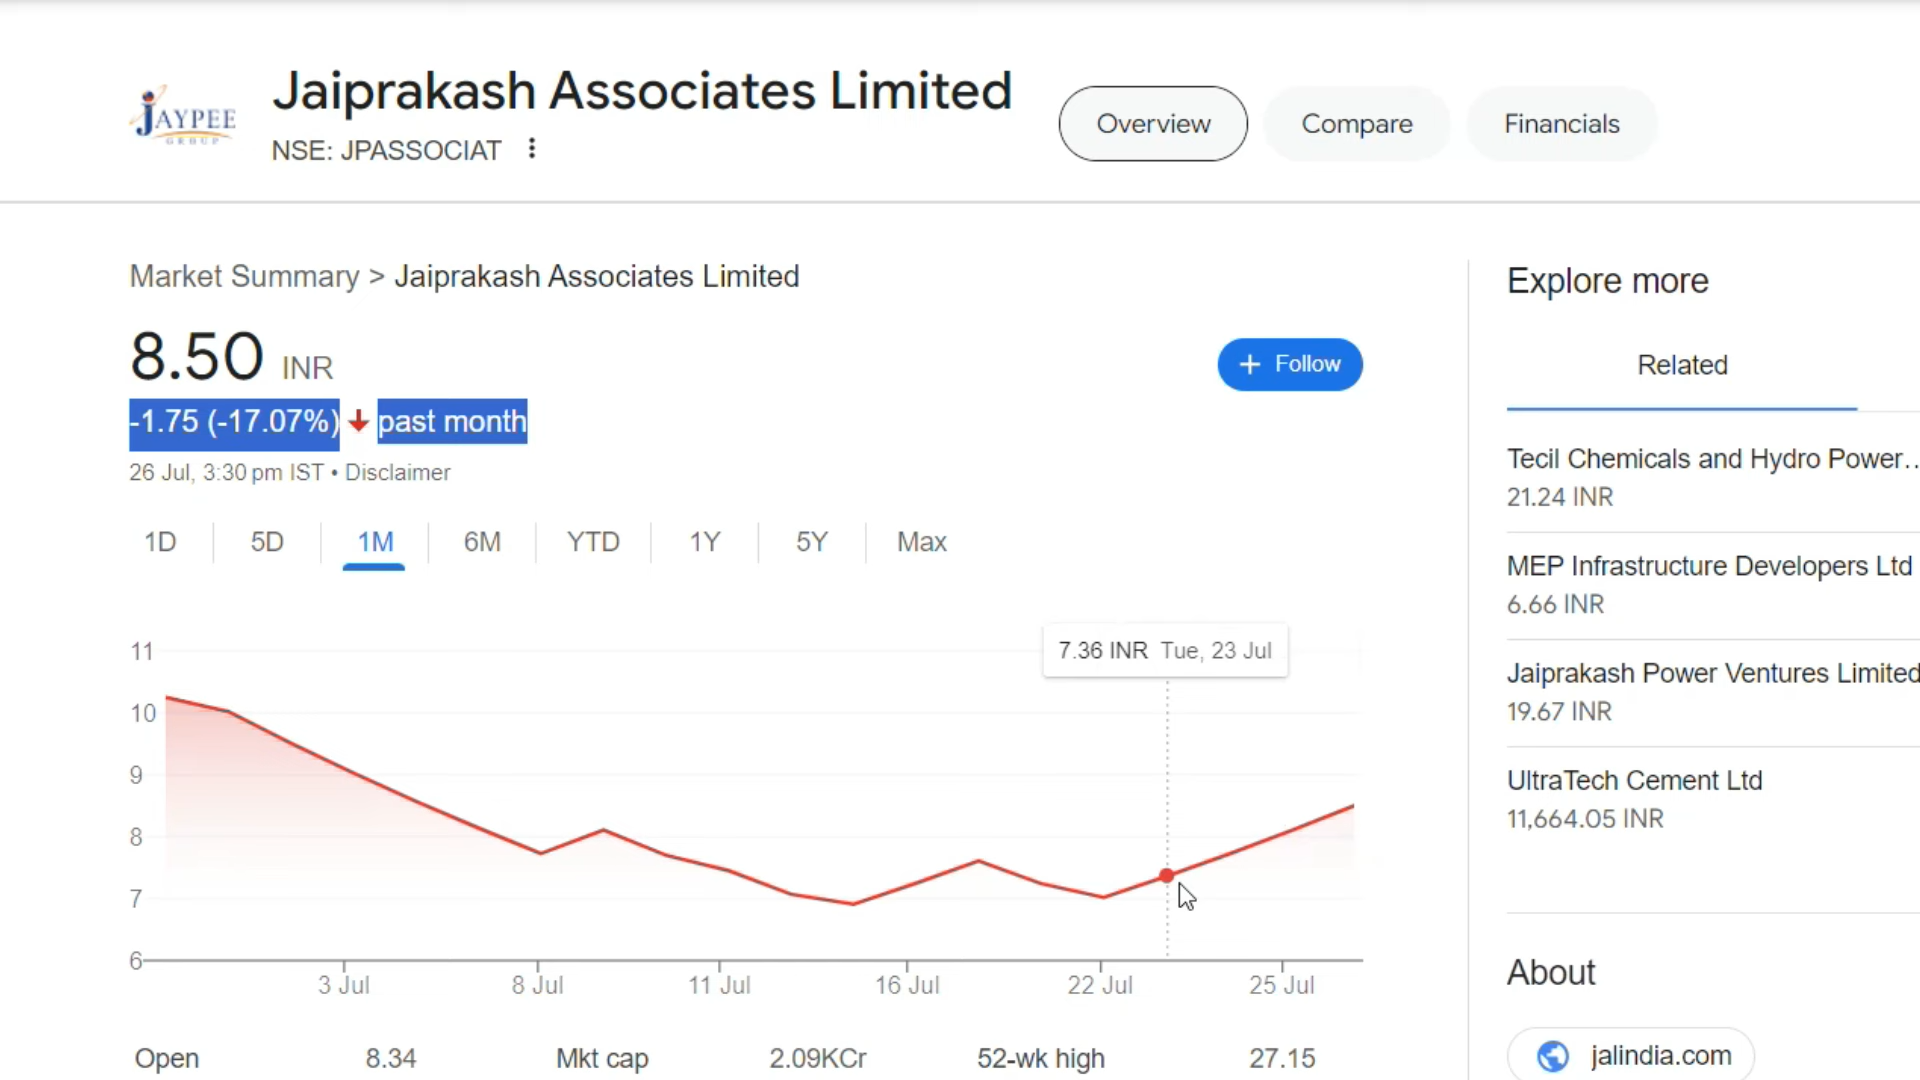 JAYPEE
GROUP
Jaiprakash Associates Limited
NSE: JPASSOCIAT
Overview
Compare
Financials
Market Summary > Jaiprakash Associates Limited
8.50 INR
+ Follow
-1.75 (-17.07%) past month
26 Jul, 3:30 pm IST • Disclaimer
1D 5D 1M 6M YTD 1Y 5Y Max
7.36 INR Tue, 23 Jul
11
10
9
8
7
6
3 Jul 8 Jul 11 Jul 16 Jul 22 Jul 25 Jul
Open 8.34 Mkt cap 2.09KCr 52-wk high 27.15
Explore more
Related
Tecil Chemicals and Hydro Power...
21.24 INR
MEP Infrastructure Developers Ltd
6.66 INR
Jaiprakash Power Ventures Limited
19.67 INR
UltraTech Cement Ltd
11,664.05 INR
About
jalindia.com